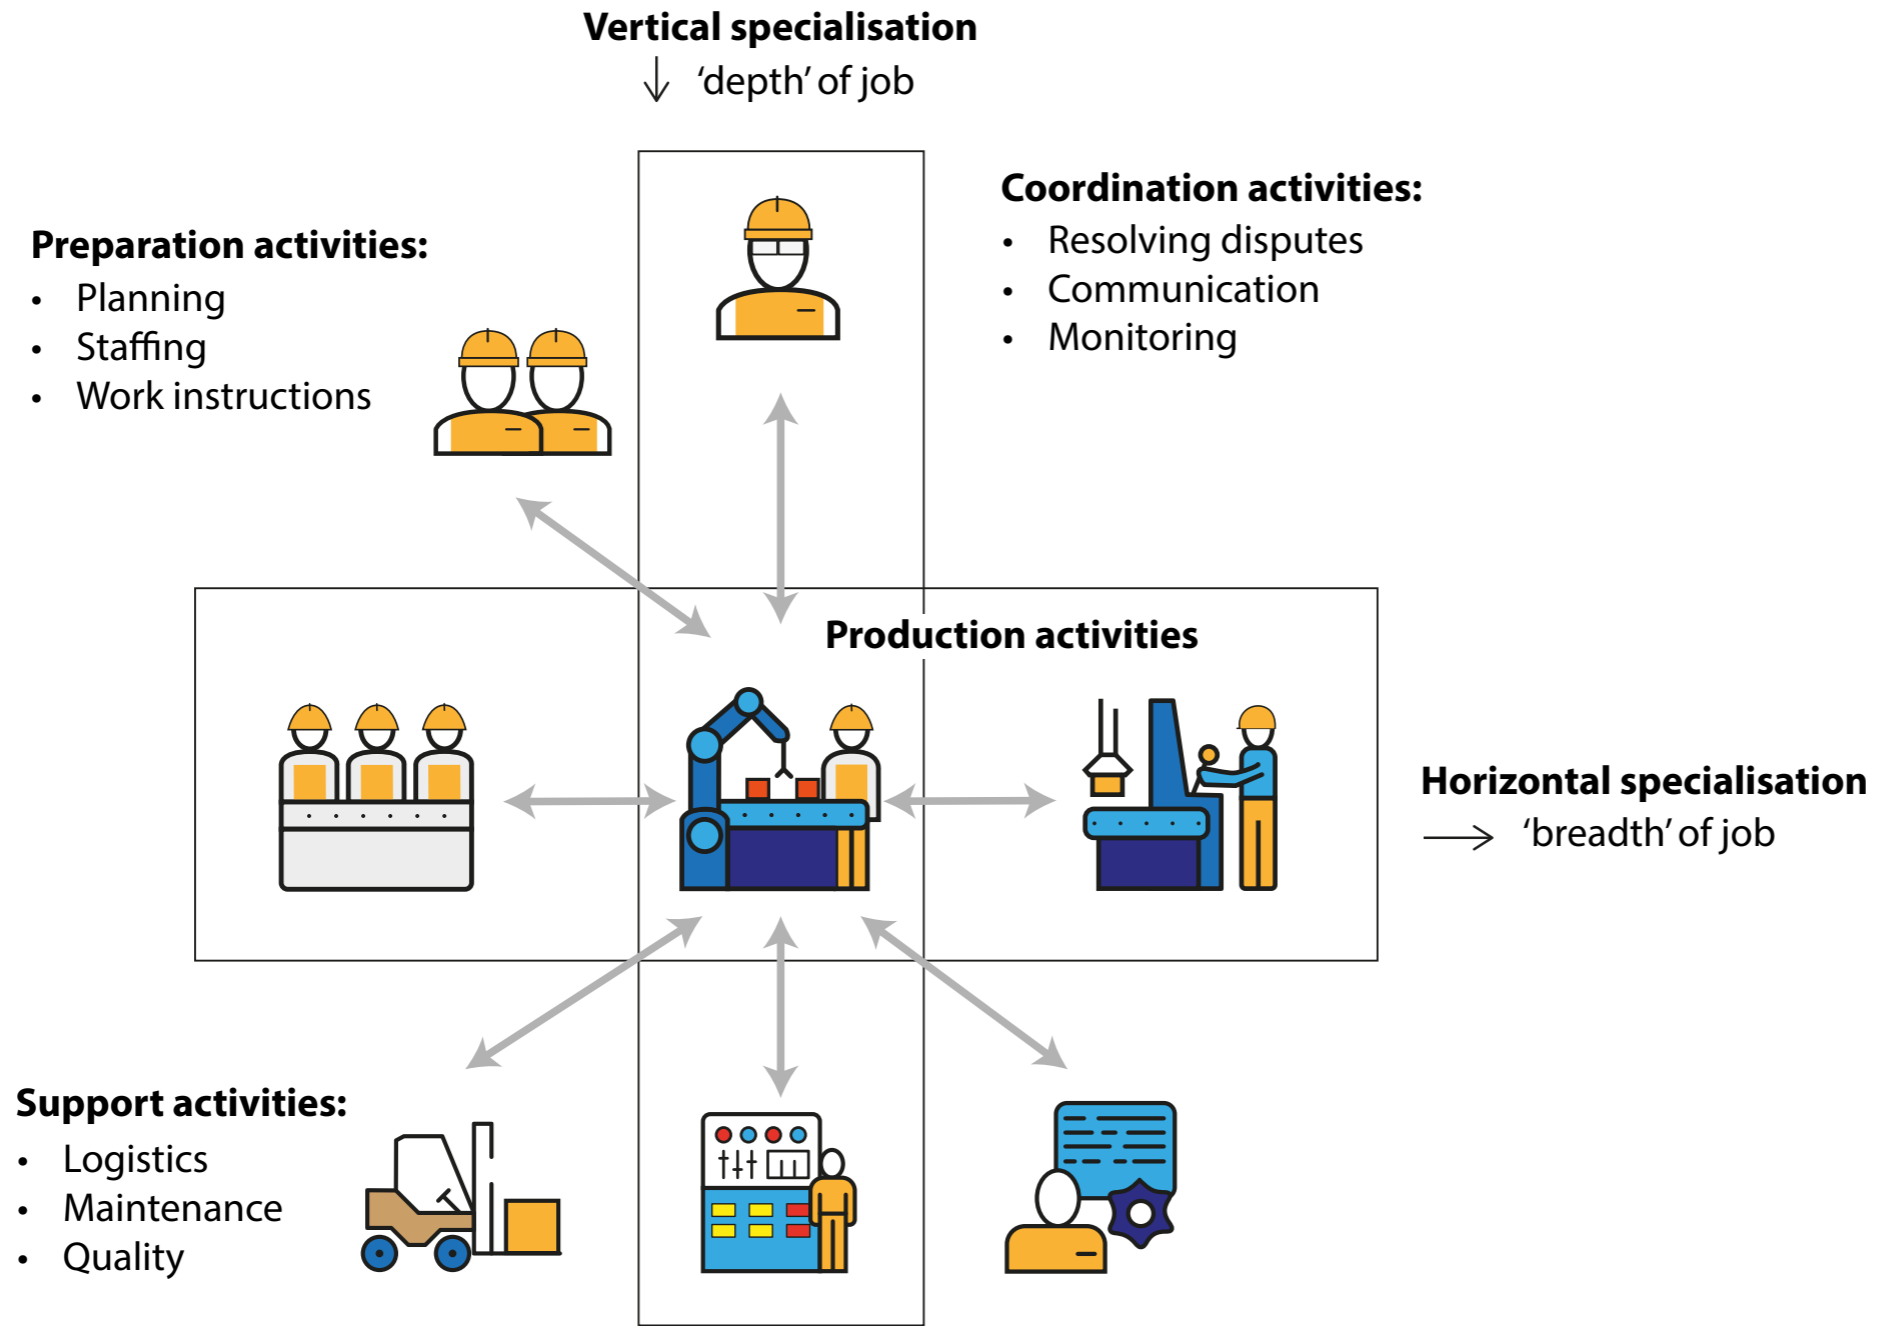 Vertical specialisation
↓ ‘depth’ of job
Preparation activities:
• Planning
• Staffing
• Work instructions
Coordination activities:
• Resolving disputes
• Communication
• Monitoring
Production activities
Horizontal specialisation
→ ‘breadth’ of job
Support activities:
• Logistics
• Maintenance
• Quality